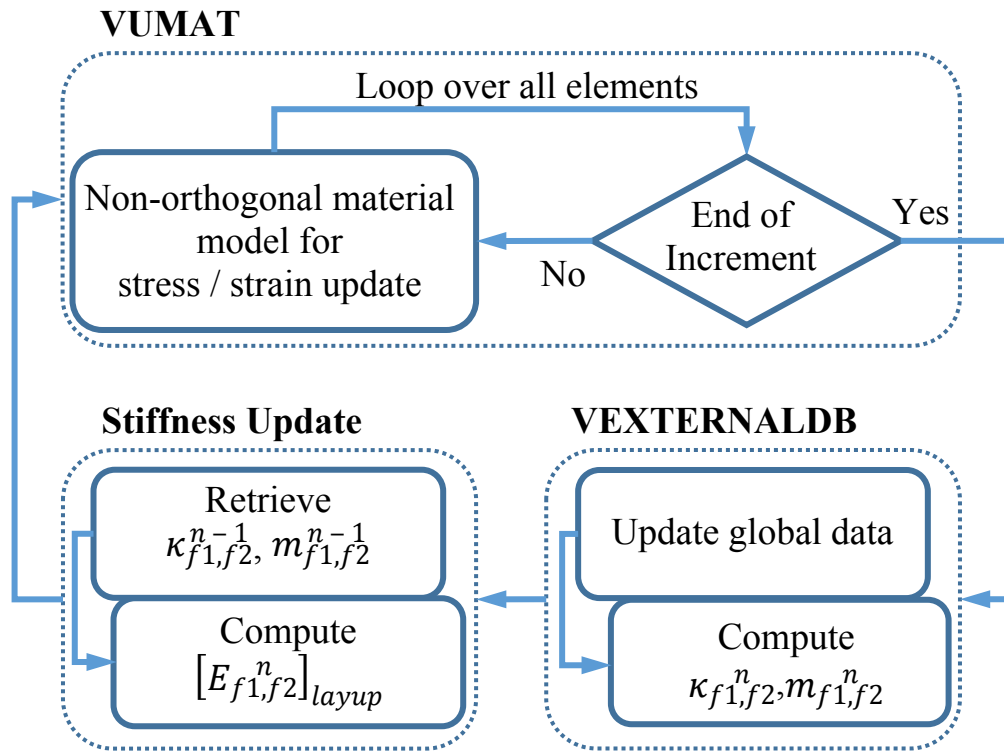 VUMAT
Loop over all elements
Non-orthogonal material
model for
stress / strain update
End of
Increment
Yes
No
Stiffness Update
Retrieve
κ_{f1,f2}^{n-1}, m_{f1,f2}^{n-1}
Compute
[E_{f1,f2}^{n}]_{layup}
VEXTERNALDB
Update global data
Compute
κ_{f1,f2}^{n},m_{f1,f2}^{n}